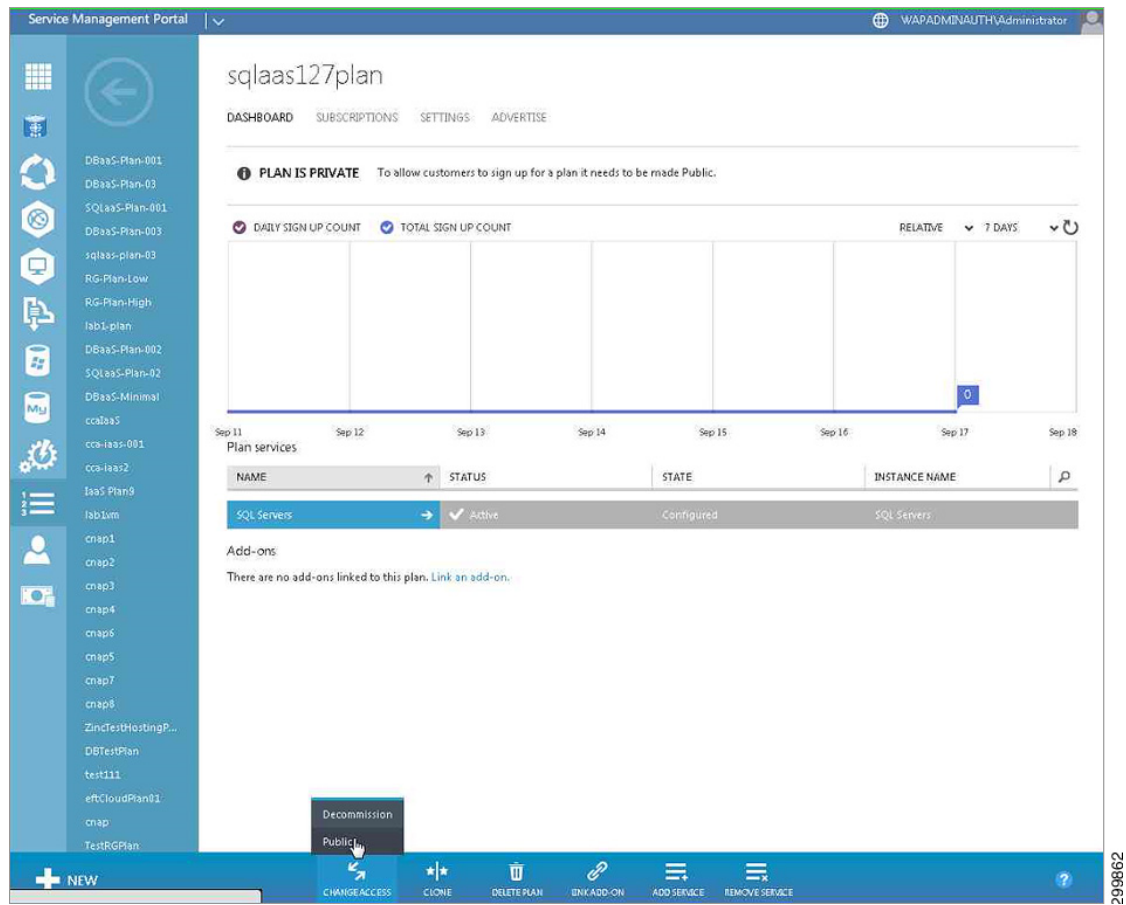 Service Management Portal
WAPADMINAUTH\Administrator
sqlaas127plan
DASHBOARD SUBSCRIPTIONS SETTINGS ADVERTISE
PLAN IS PRIVATE To allow customers to sign up for a plan it needs to be made Public.
DAILY SIGN UP COUNT TOTAL SIGN UP COUNT RELATIVE 7 DAYS
0
Sep 11 Sep 12 Sep 13 Sep 14 Sep 15 Sep 16 Sep 17 Sep 18
Plan services
NAME STATUS STATE INSTANCE NAME
SQL Servers Active Configured SQL Servers
Add-ons
There are no add-ons linked to this plan. Link an add-on.
DBaaS-Plan-001
DBaaS-Plan-03
SQLaaS-Plan-001
DBaaS-Plan-003
sqlaas-plan-03
RG-Plan-Low
RG-Plan-High
lab1-plan
DBaaS-Plan-002
SQLaaS-Plan-02
DBaaS-Minimal
ccaIaaS
cca-iaas-001
cca-iaas2
IaaS Plan9
lab1vm
cnap1
cnap2
cnap3
cnap4
cnap6
cnap5
cnap7
cnap8
ZincTestHostingP...
DBTestPlan
test111
eftCloudPlan01
cnap
TestRGPlan
My
1
2
3
Decommission
Public
NEW
CHANGE ACCESS CLONE DELETE PLAN LINK ADD-ON ADD SERVICE REMOVE SERVICE
?
299862